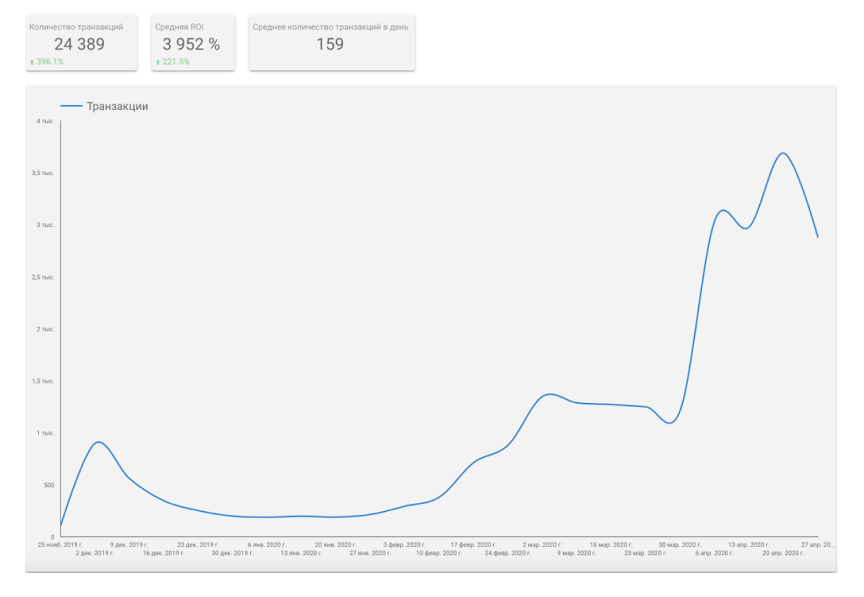 Количество транзакций
24 389
396.1%
Средняя ROI
3 952 %
221.5%
Среднее количество транзакций в день
159
Транзакции
4 тыс.
3,5 тыс.
3 тыс.
2,5 тыс.
2 тыс.
1,5 тыс.
1 тыс.
500
0
25 нояб. 2019 г.
2 дек. 2019 г.
9 дек. 2019 г.
16 дек. 2019 г.
23 дек. 2019 г.
30 дек. 2019 г.
6 янв. 2020 г.
13 янв. 2020 г.
20 янв. 2020 г.
27 янв. 2020 г.
3 февр. 2020 г.
10 февр. 2020 г.
17 февр. 2020 г.
24 февр. 2020 г.
2 мар. 2020 г.
9 мар. 2020 г.
16 мар. 2020 г.
23 мар. 2020 г.
30 мар. 2020 г.
6 апр. 2020 г.
13 апр. 2020 г.
20 апр. 2020 г.
27 апр. 20...